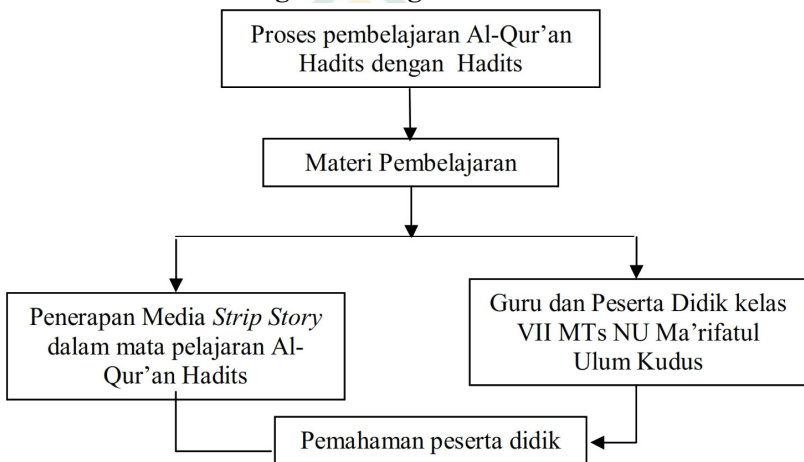 Proses pembelajaran Al-Qur'an
Hadits dengan Hadits
Materi Pembelajaran
Penerapan Media Strip Story
dalam mata pelajaran Al-
Qur'an Hadits
Guru dan Peserta Didik kelas
VII MTs NU Ma'rifatul
Ulum Kudus
Pemahaman peserta didik